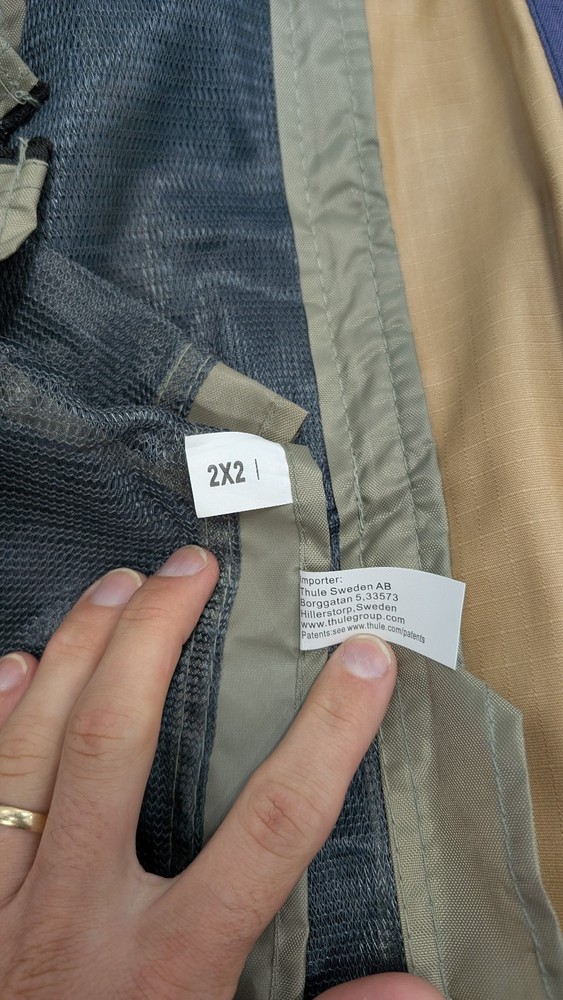 2X2 |
Importer:
Thule Sweden AB
Borggatan 5,33573
Hillerstorp,Sweden
www.thulegroup.com
Patents:see www.thule.com/patents